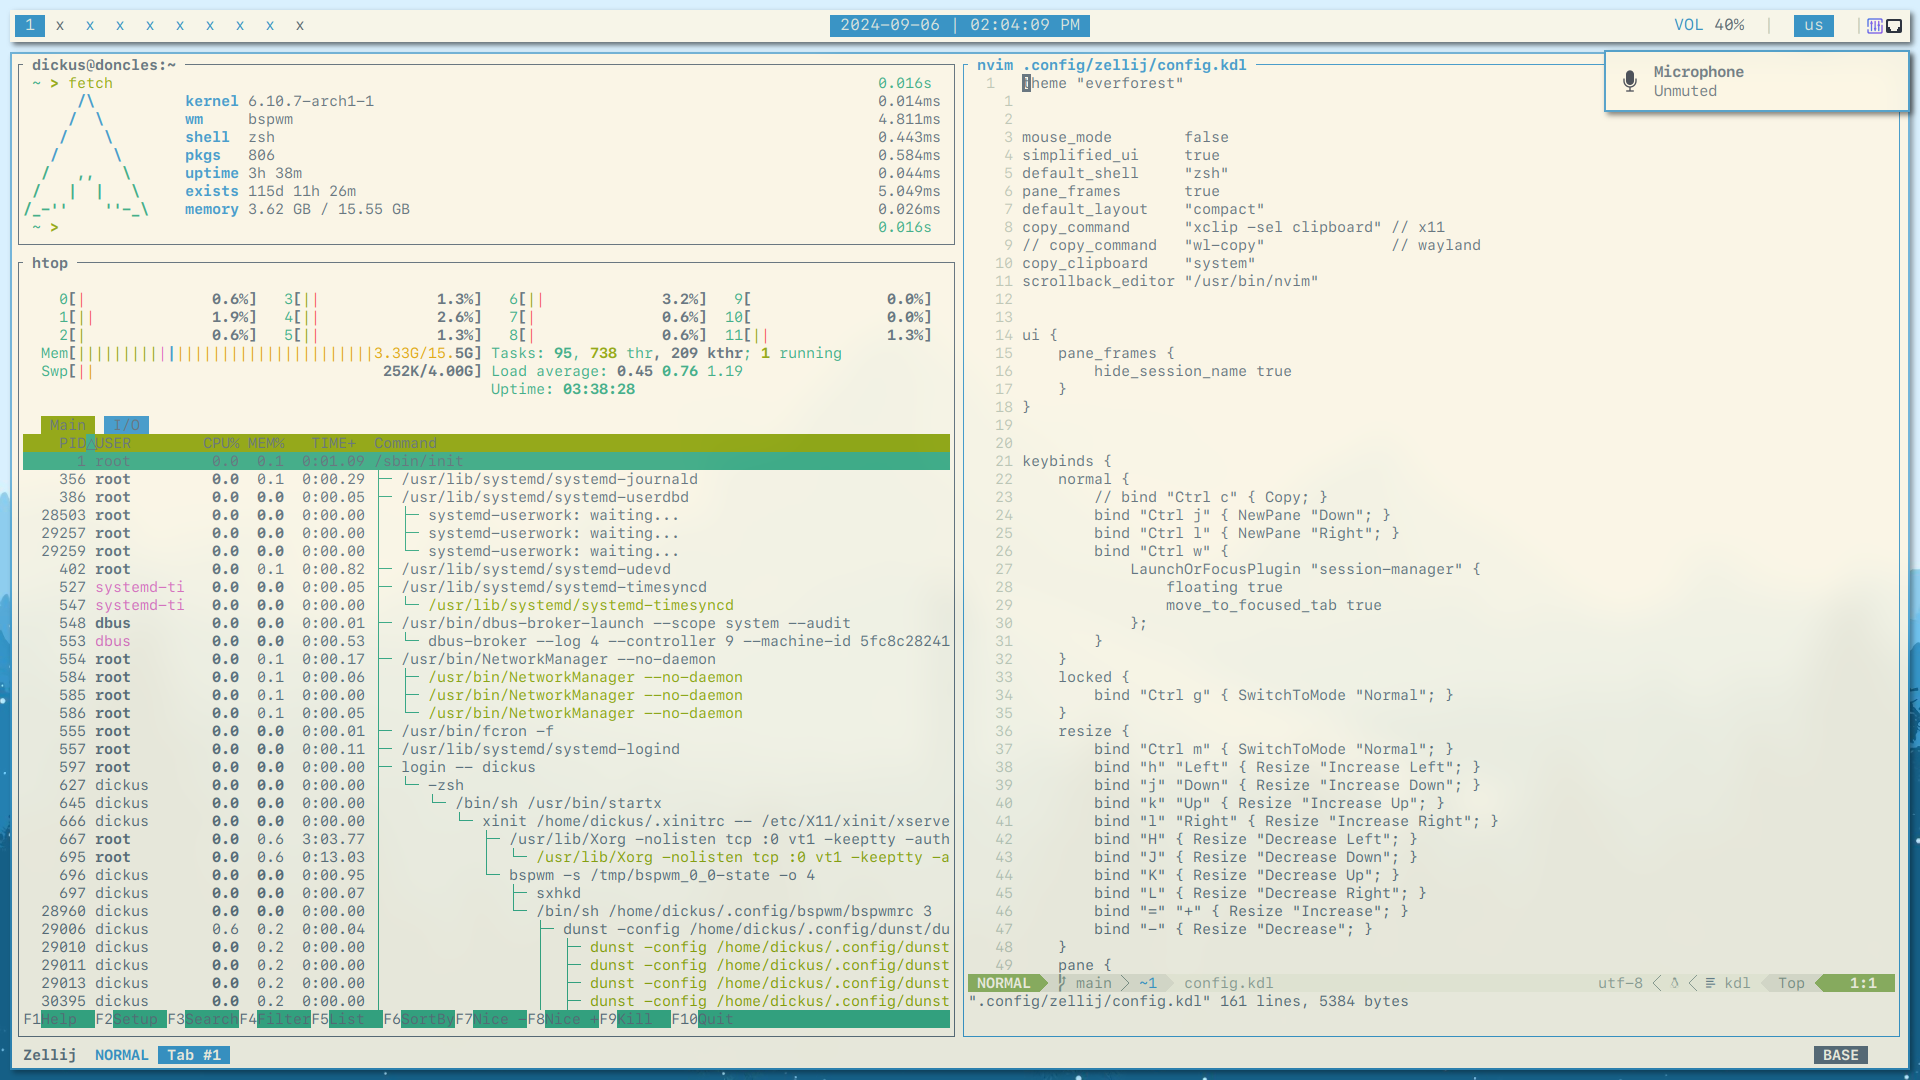 1 x x x x x x x x x
2024-09-06 | 02:04:09 PM
VOL 40% | us |
Microphone
Unmuted
dickus@doncles:~
~ > fetch 0.016s
kernel 6.10.7-arch1-1 0.014ms
wm bspwm 4.811ms
shell zsh 0.443ms
pkgs 806 0.584ms
uptime 3h 38m 0.044ms
exists 115d 11h 26m 5.049ms
memory 3.62 GB / 15.55 GB 0.026ms
~ > 0.016s
htop
0[| 0.6%] 3[|| 1.3%] 6[|| 3.2%] 9[ 0.0%]
1[|| 1.9%] 4[|| 2.6%] 7[| 0.6%] 10[ 0.0%]
2[| 0.6%] 5[|| 1.3%] 8[| 0.6%] 11[|| 1.3%]
Mem[|||||||||||||||||||||||||||||||||3.33G/15.5G] Tasks: 95, 738 thr, 209 kthr; 1 running
Swp[|| 252K/4.00G] Load average: 0.45 0.76 1.19
Uptime: 03:38:28
Main I/O
PID△USER CPU% MEM% TIME+ Command
1 root 0.0 0.1 0:01.09 /sbin/init
356 root 0.0 0.1 0:00.29 ├─ /usr/lib/systemd/systemd-journald
386 root 0.0 0.0 0:00.05 ├─ /usr/lib/systemd/systemd-userdbd
28503 root 0.0 0.0 0:00.00 │ ├─ systemd-userwork: waiting...
29257 root 0.0 0.0 0:00.00 │ ├─ systemd-userwork: waiting...
29259 root 0.0 0.0 0:00.00 │ └─ systemd-userwork: waiting...
402 root 0.0 0.1 0:00.82 ├─ /usr/lib/systemd/systemd-udevd
527 systemd-ti 0.0 0.0 0:00.05 ├─ /usr/lib/systemd/systemd-timesyncd
547 systemd-ti 0.0 0.0 0:00.00 │ └─ /usr/lib/systemd/systemd-timesyncd
548 dbus 0.0 0.0 0:00.01 ├─ /usr/bin/dbus-broker-launch --scope system --audit
553 dbus 0.0 0.0 0:00.53 │ └─ dbus-broker --log 4 --controller 9 --machine-id 5fc8c28241
554 root 0.0 0.1 0:00.17 ├─ /usr/bin/NetworkManager --no-daemon
584 root 0.0 0.1 0:00.06 │ ├─ /usr/bin/NetworkManager --no-daemon
585 root 0.0 0.1 0:00.00 │ ├─ /usr/bin/NetworkManager --no-daemon
586 root 0.0 0.1 0:00.05 │ └─ /usr/bin/NetworkManager --no-daemon
555 root 0.0 0.0 0:00.01 ├─ /usr/bin/fcron -f
557 root 0.0 0.0 0:00.11 ├─ /usr/lib/systemd/systemd-logind
597 root 0.0 0.0 0:00.00 ├─ login -- dickus
627 dickus 0.0 0.0 0:00.00 │ └─ -zsh
645 dickus 0.0 0.0 0:00.00 │ └─ /bin/sh /usr/bin/startx
666 dickus 0.0 0.0 0:00.00 │ └─ xinit /home/dickus/.xinitrc -- /etc/X11/xinit/xserve
667 root 0.0 0.6 3:03.77 │ ├─ /usr/lib/Xorg -nolisten tcp :0 vt1 -keeptty -auth
695 root 0.0 0.6 0:13.03 │ │ └─ /usr/lib/Xorg -nolisten tcp :0 vt1 -keeptty -a
696 dickus 0.0 0.0 0:00.95 │ └─ bspwm -s /tmp/bspwm_0_0-state -o 4
697 dickus 0.0 0.0 0:00.07 │ ├─ sxhkd
28960 dickus 0.0 0.0 0:00.00 │ └─ /bin/sh /home/dickus/.config/bspwm/bspwmrc 3
29006 dickus 0.6 0.2 0:00.04 │ ├─ dunst -config /home/dickus/.config/dunst/du
29010 dickus 0.0 0.2 0:00.00 │ │ ├─ dunst -config /home/dickus/.config/dunst
29011 dickus 0.0 0.2 0:00.00 │ │ ├─ dunst -config /home/dickus/.config/dunst
29013 dickus 0.0 0.2 0:00.00 │ │ ├─ dunst -config /home/dickus/.config/dunst
30395 dickus 0.0 0.2 0:00.00 │ │ ├─ dunst -config /home/dickus/.config/dunst
F1Help F2Setup F3SearchF4FilterF5List F6SortByF7Nice -F8Nice +F9Kill F10Quit
nvim .config/zellij/config.kdl
1 theme "everforest"
1
2
3 mouse_mode false
4 simplified_ui true
5 default_shell "zsh"
6 pane_frames true
7 default_layout "compact"
8 copy_command "xclip -sel clipboard" // x11
9 // copy_command "wl-copy" // wayland
10 copy_clipboard "system"
11 scrollback_editor "/usr/bin/nvim"
12
13
14 ui {
15 pane_frames {
16 hide_session_name true
17 }
18 }
19
20
21 keybinds {
22 normal {
23 // bind "Ctrl c" { Copy; }
24 bind "Ctrl j" { NewPane "Down"; }
25 bind "Ctrl l" { NewPane "Right"; }
26 bind "Ctrl w" {
27 LaunchOrFocusPlugin "session-manager" {
28 floating true
29 move_to_focused_tab true
30 };
31 }
32 }
33 locked {
34 bind "Ctrl g" { SwitchToMode "Normal"; }
35 }
36 resize {
37 bind "Ctrl m" { SwitchToMode "Normal"; }
38 bind "h" "Left" { Resize "Increase Left"; }
39 bind "j" "Down" { Resize "Increase Down"; }
40 bind "k" "Up" { Resize "Increase Up"; }
41 bind "l" "Right" { Resize "Increase Right"; }
42 bind "H" { Resize "Decrease Left"; }
43 bind "J" { Resize "Decrease Down"; }
44 bind "K" { Resize "Decrease Up"; }
45 bind "L" { Resize "Decrease Right"; }
46 bind "=" "+" { Resize "Increase"; }
47 bind "-" { Resize "Decrease"; }
48 }
49 pane {
NORMAL main ~1 config.kdl utf-8 kdl Top 1:1
".config/zellij/config.kdl" 161 lines, 5384 bytes
Zellij NORMAL Tab #1 BASE